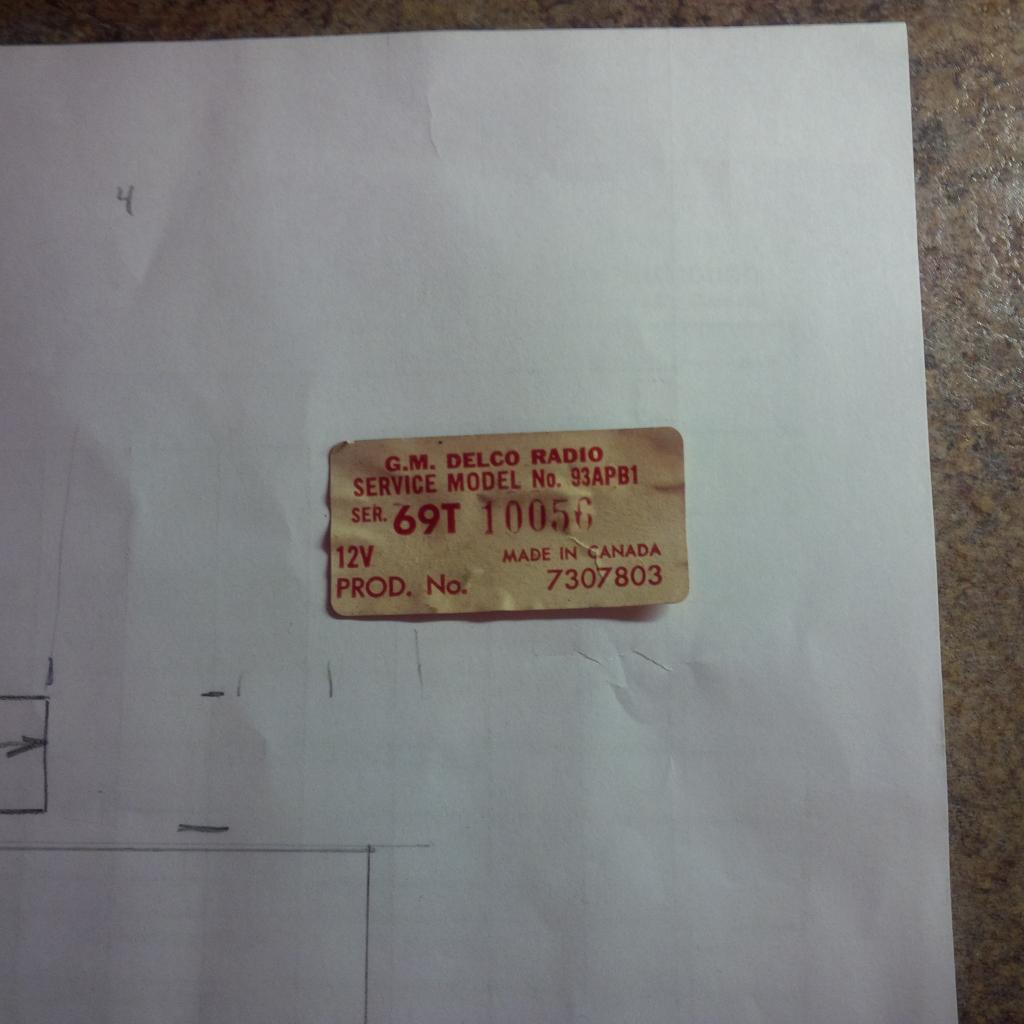 4
G.M. DELCO RADIO
SERVICE MODEL No. 93APB1
SER. 69T 10056
12V MADE IN CANADA
PROD. No. 7307803